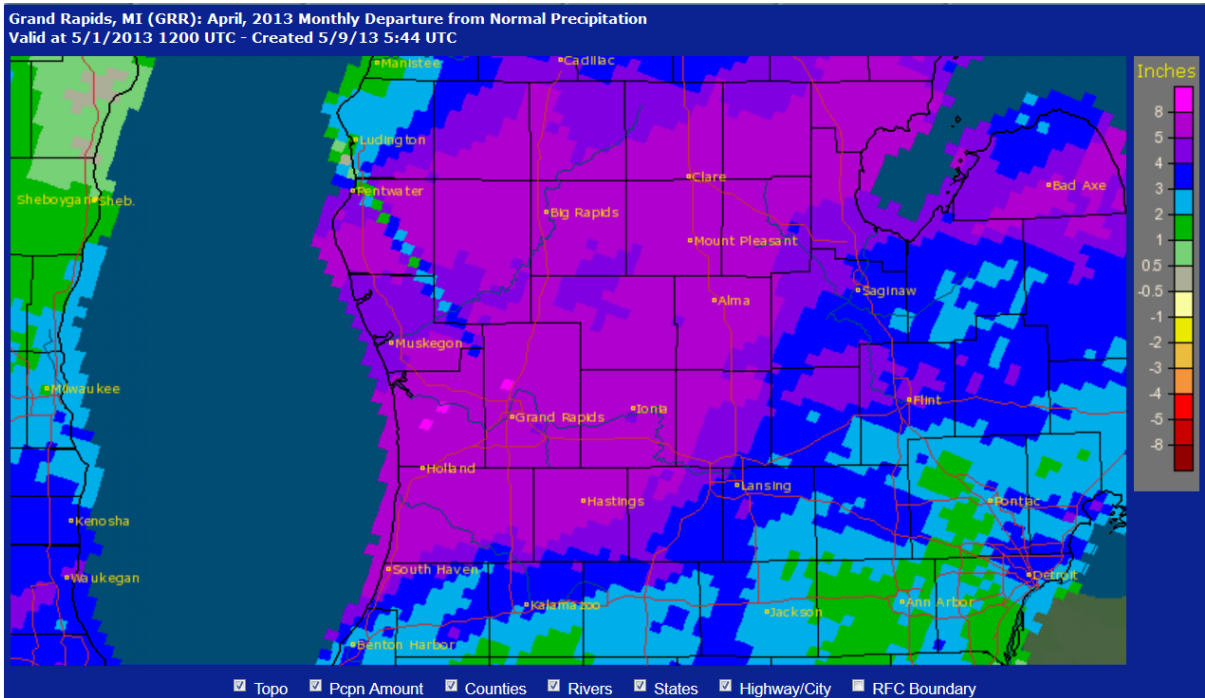 Grand Rapids, MI (GRR): April, 2013 Monthly Departure from Normal Precipitation
Valid at 5/1/2013 1200 UTC - Created 5/9/13 5:44 UTC
Manistee
Cadillac
Inches
8
5
4
3
2
1
0.5
-0.5
-1
-2
-3
-4
-5
-8
Ludington
Clare
Pentwater
Bad Axe
Sheboygan Sheb.
Big Rapids
Mount Pleasant
Saginaw
Alma
Muskegon
Milwaukee
Flint
Grand Rapids
Ionia
Holland
Lansing
Hastings
Pontiac
Kenosha
South Haven
Waukegan
Detroit
Kalamazoo
Ann Arbor
Jackson
Benton Harbor
Topo Pcpn Amount Counties Rivers States Highway/City RFC Boundary